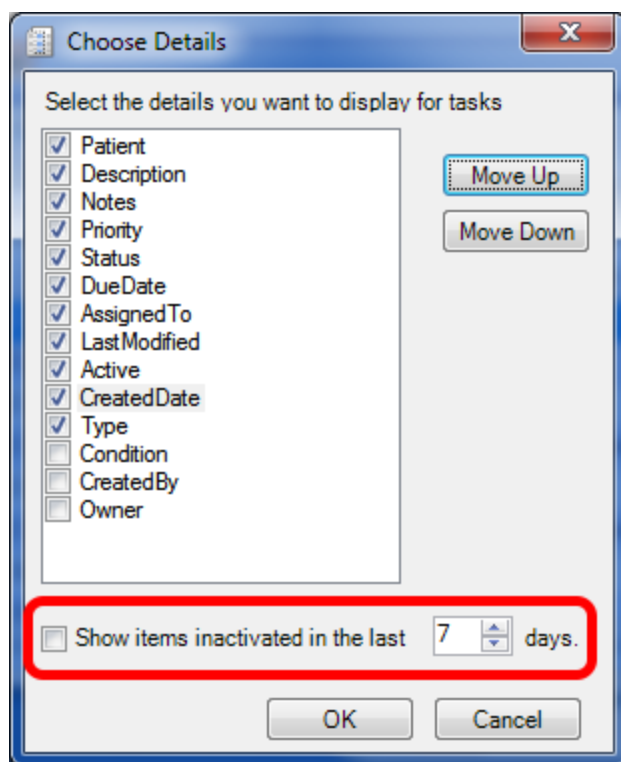 Choose Details
Select the details you want to display for tasks
Patient
Description
Notes
Priority
Status
DueDate
AssignedTo
LastModified
Active
CreatedDate
Type
Condition
CreatedBy
Owner
Move Up
Move Down
Show items inactivated in the last 7 days.
OK Cancel